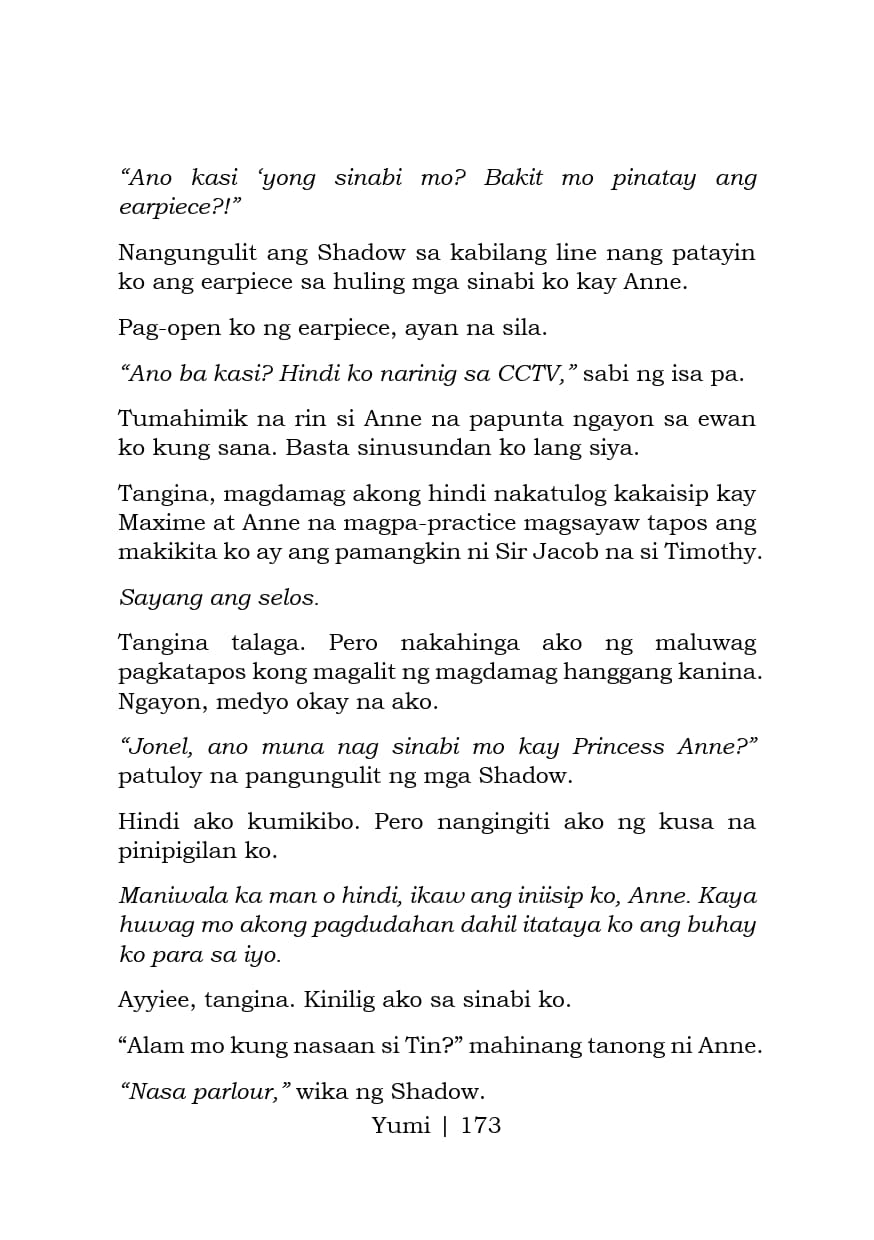 “Ano kasi ‘yong sinabi mo? Bakit mo pinatay ang
earpiece?!”
Nangungulit ang Shadow sa kabilang line nang patayin
ko ang earpiece sa huling mga sinabi ko kay Anne.
Pag-open ko ng earpiece, ayan na sila.
“Ano ba kasi? Hindi ko narinig sa CCTV,” sabi ng isa pa.
Tumahimik na rin si Anne na papunta ngayon sa ewan
ko kung sana. Basta sinusundan ko lang siya.
Tangina, magdamag akong hindi nakatulog kakaisip kay
Maxime at Anne na magpa-practice magsayaw tapos ang
makikita ko ay ang pamangkin ni Sir Jacob na si Timothy.
Sayang ang selos.
Tangina talaga. Pero nakahinga ako ng maluwag
pagkatapos kong magalit ng magdamag hanggang kanina.
Ngayon, medyo okay na ako.
“Jonel, ano muna nag sinabi mo kay Princess Anne?”
patuloy na pangungulit ng mga Shadow.
Hindi ako kumikibo. Pero nangingiti ako ng kusa na
pinipigilan ko.
Maniwala ka man o hindi, ikaw ang iniisip ko, Anne. Kaya
huwag mo akong pagdudahan dahil itataya ko ang buhay
ko para sa iyo.
Ayyiee, tangina. Kinilig ako sa sinabi ko.
“Alam mo kung nasaan si Tin?” mahinang tanong ni Anne.
“Nasa parlour,” wika ng Shadow.
Yumi | 173